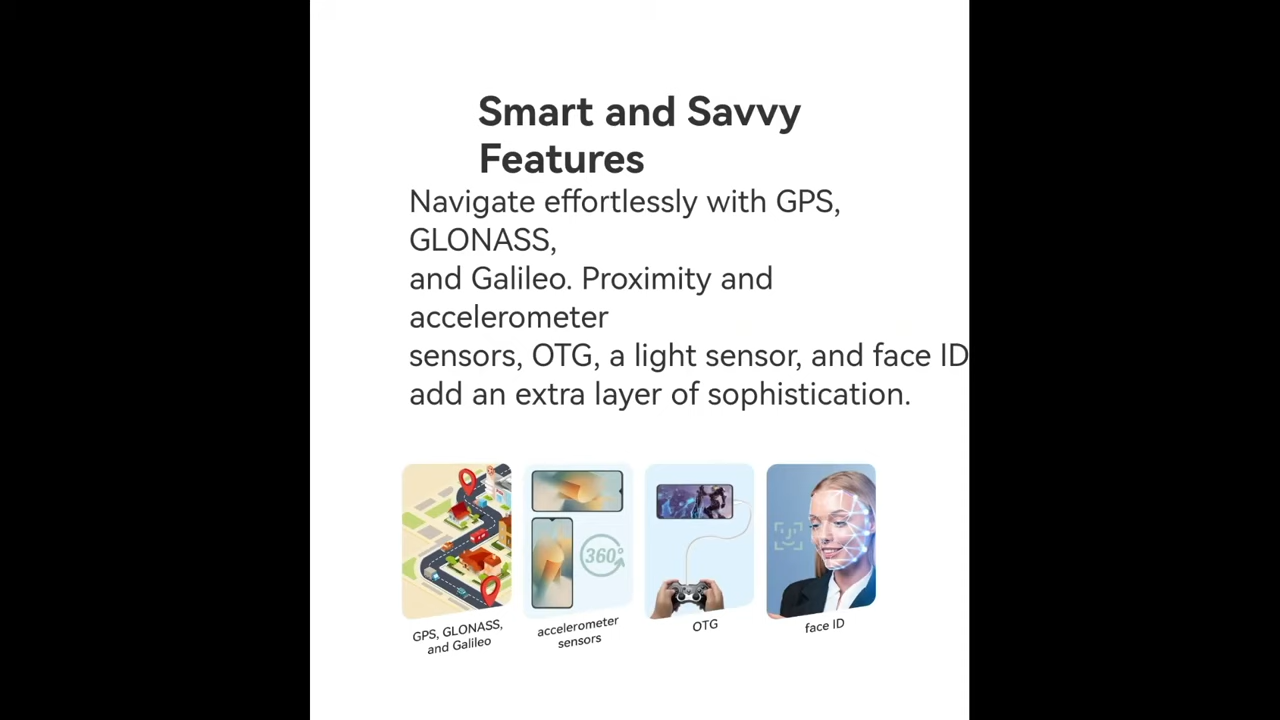 Smart and Savvy
Features
Navigate effortlessly with GPS,
GLONASS,
and Galileo. Proximity and
accelerometer
sensors, OTG, a light sensor, and face ID
add an extra layer of sophistication.
360°
GPS, GLONASS,
and Galileo
accelerometer
sensors
OTG
face ID